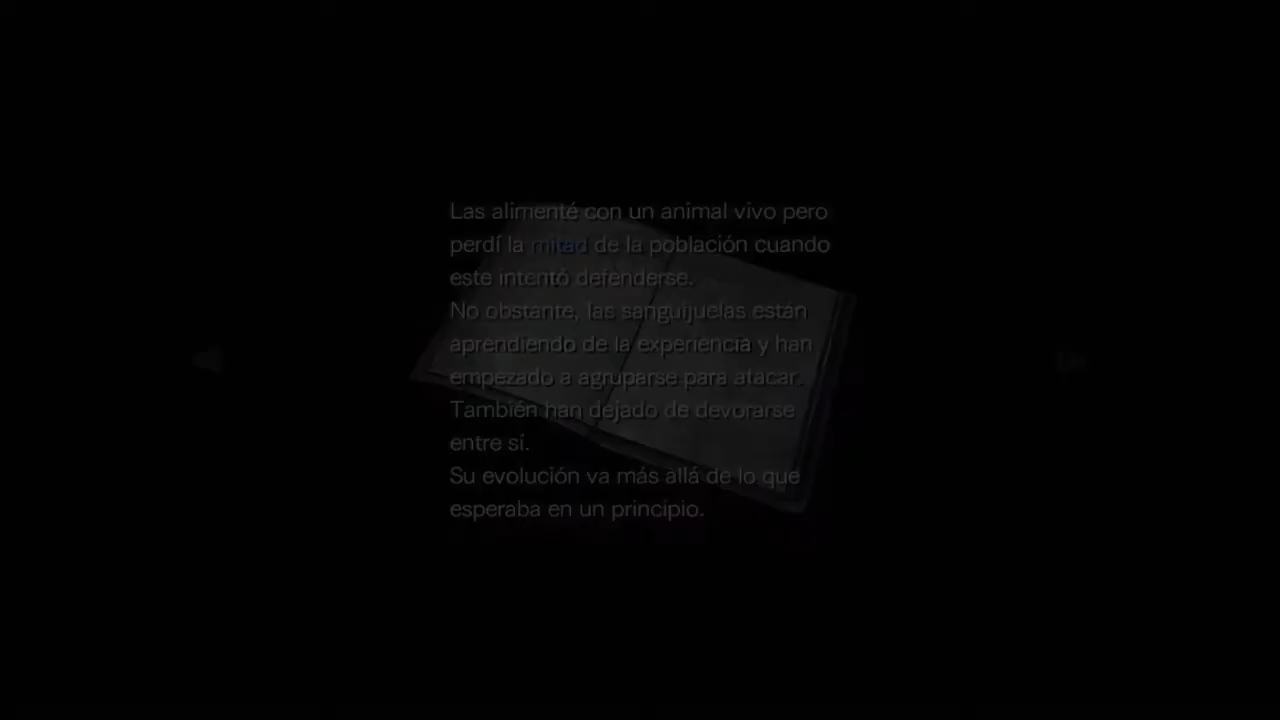 Las alimenté con un animal vivo pero
perdí la mitad de la población cuando
este intentó defenderse.
No obstante, las sanguijuelas están
aprendiendo de la experiencia y han
empezado a agruparse para atacar.
También han dejado de devorarse
entre sí.
Su evolución va más allá de lo que
esperaba en un principio.